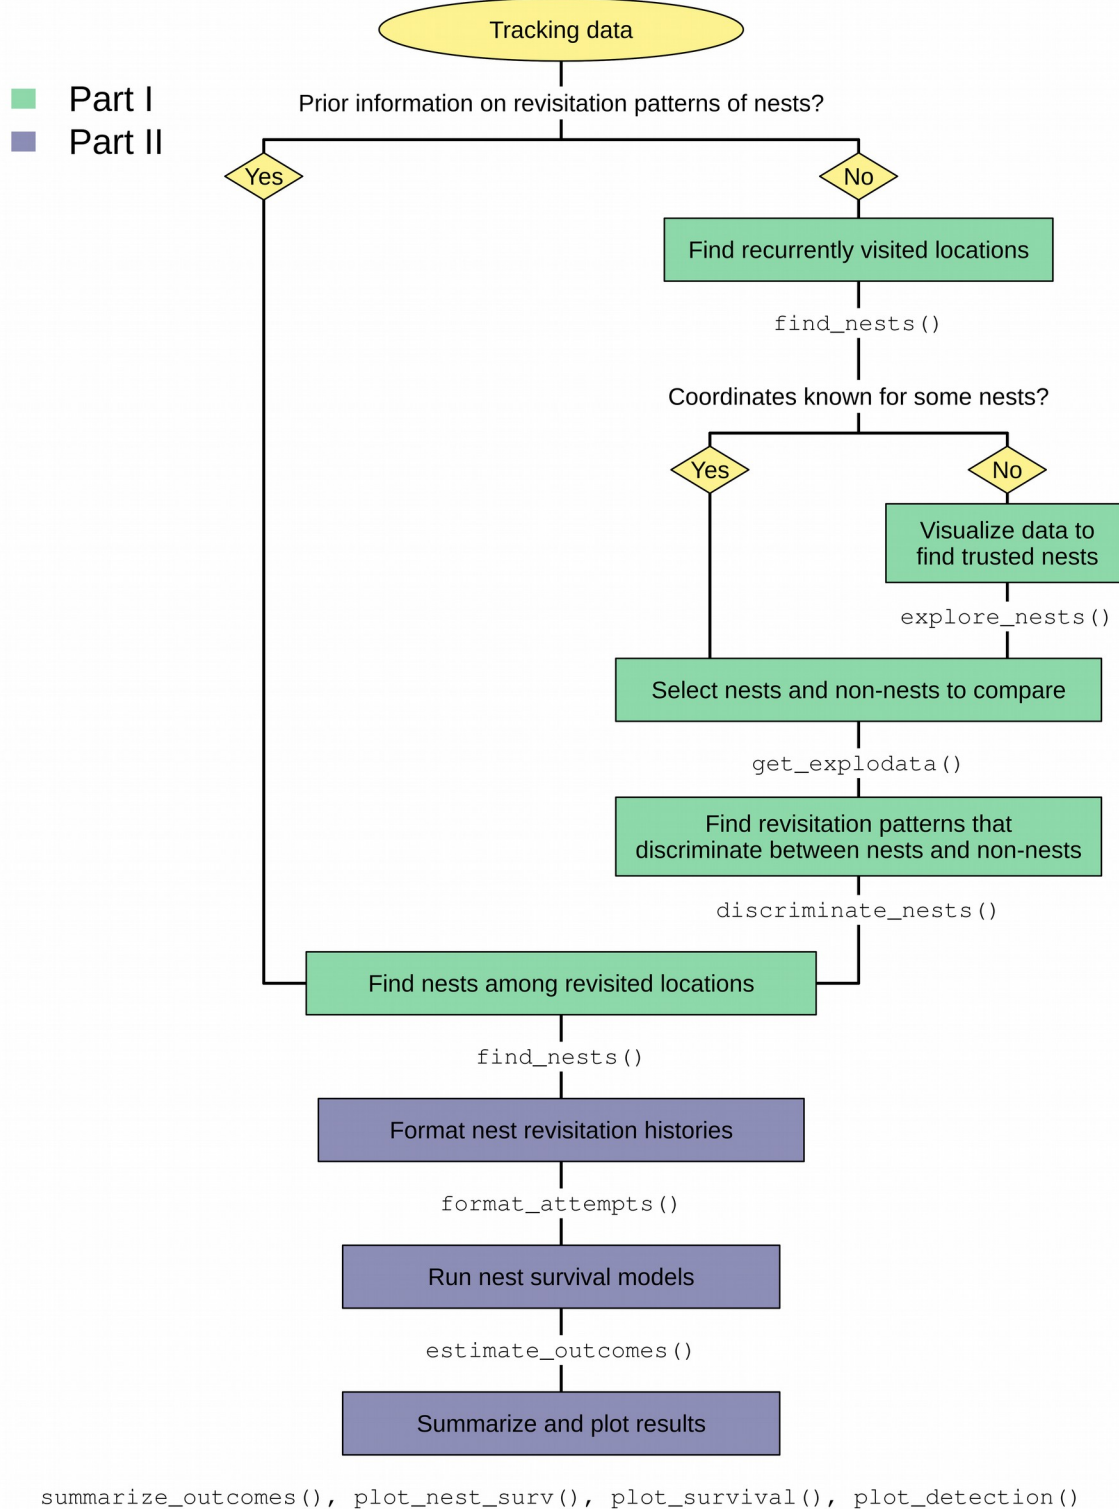 Tracking data
Part I
Part II
Prior information on revisitation patterns of nests?
Yes
No
Find recurrently visited locations
find_nests()
Coordinates known for some nests?
Yes
No
Visualize data to
find trusted nests
explore_nests()
Select nests and non-nests to compare
get_explodata()
Find revisitation patterns that
discriminate between nests and non-nests
discriminate_nests()
Find nests among revisited locations
find_nests()
Format nest revisitation histories
format_attempts()
Run nest survival models
estimate_outcomes()
Summarize and plot results
summarize_outcomes(), plot_nest_surv(), plot_survival(), plot_detection()